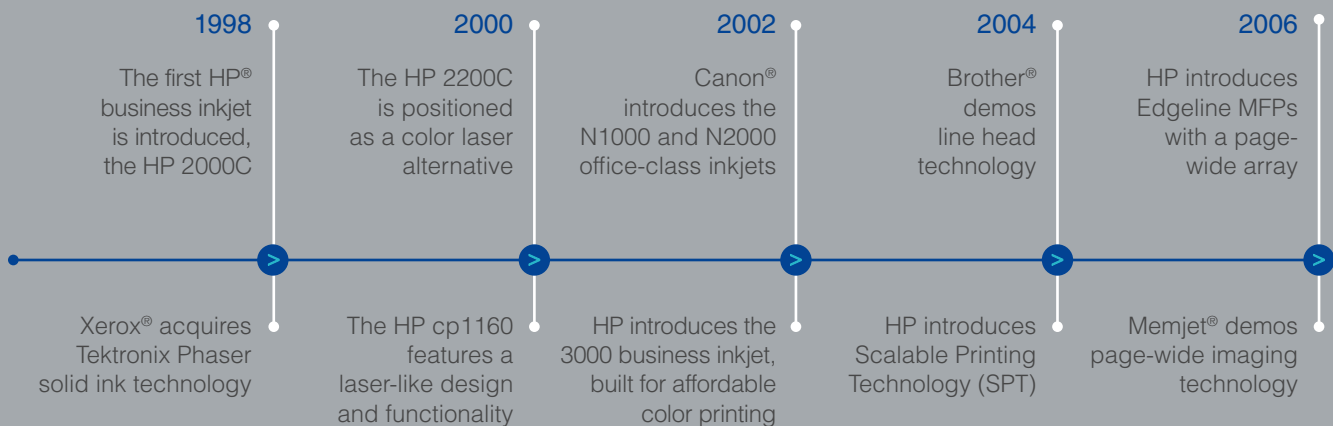 1998
The first HP®
business inkjet
is introduced,
the HP 2000C
2000
The HP 2200C
is positioned
as a color laser
alternative
2002
Canon®
introduces the
N1000 and N2000
office-class inkjets
2004
Brother®
demos
line head
technology
2006
HP introduces
Edgeline MFPs
with a page-
wide array
>
>
>
>
>
Xerox® acquires
Tektronix Phaser
solid ink technology
The HP cp1160
features a
laser-like design
and functionality
HP introduces the
3000 business inkjet,
built for affordable
color printing
HP introduces
Scalable Printing
Technology (SPT)
Memjet® demos
page-wide imaging
technology